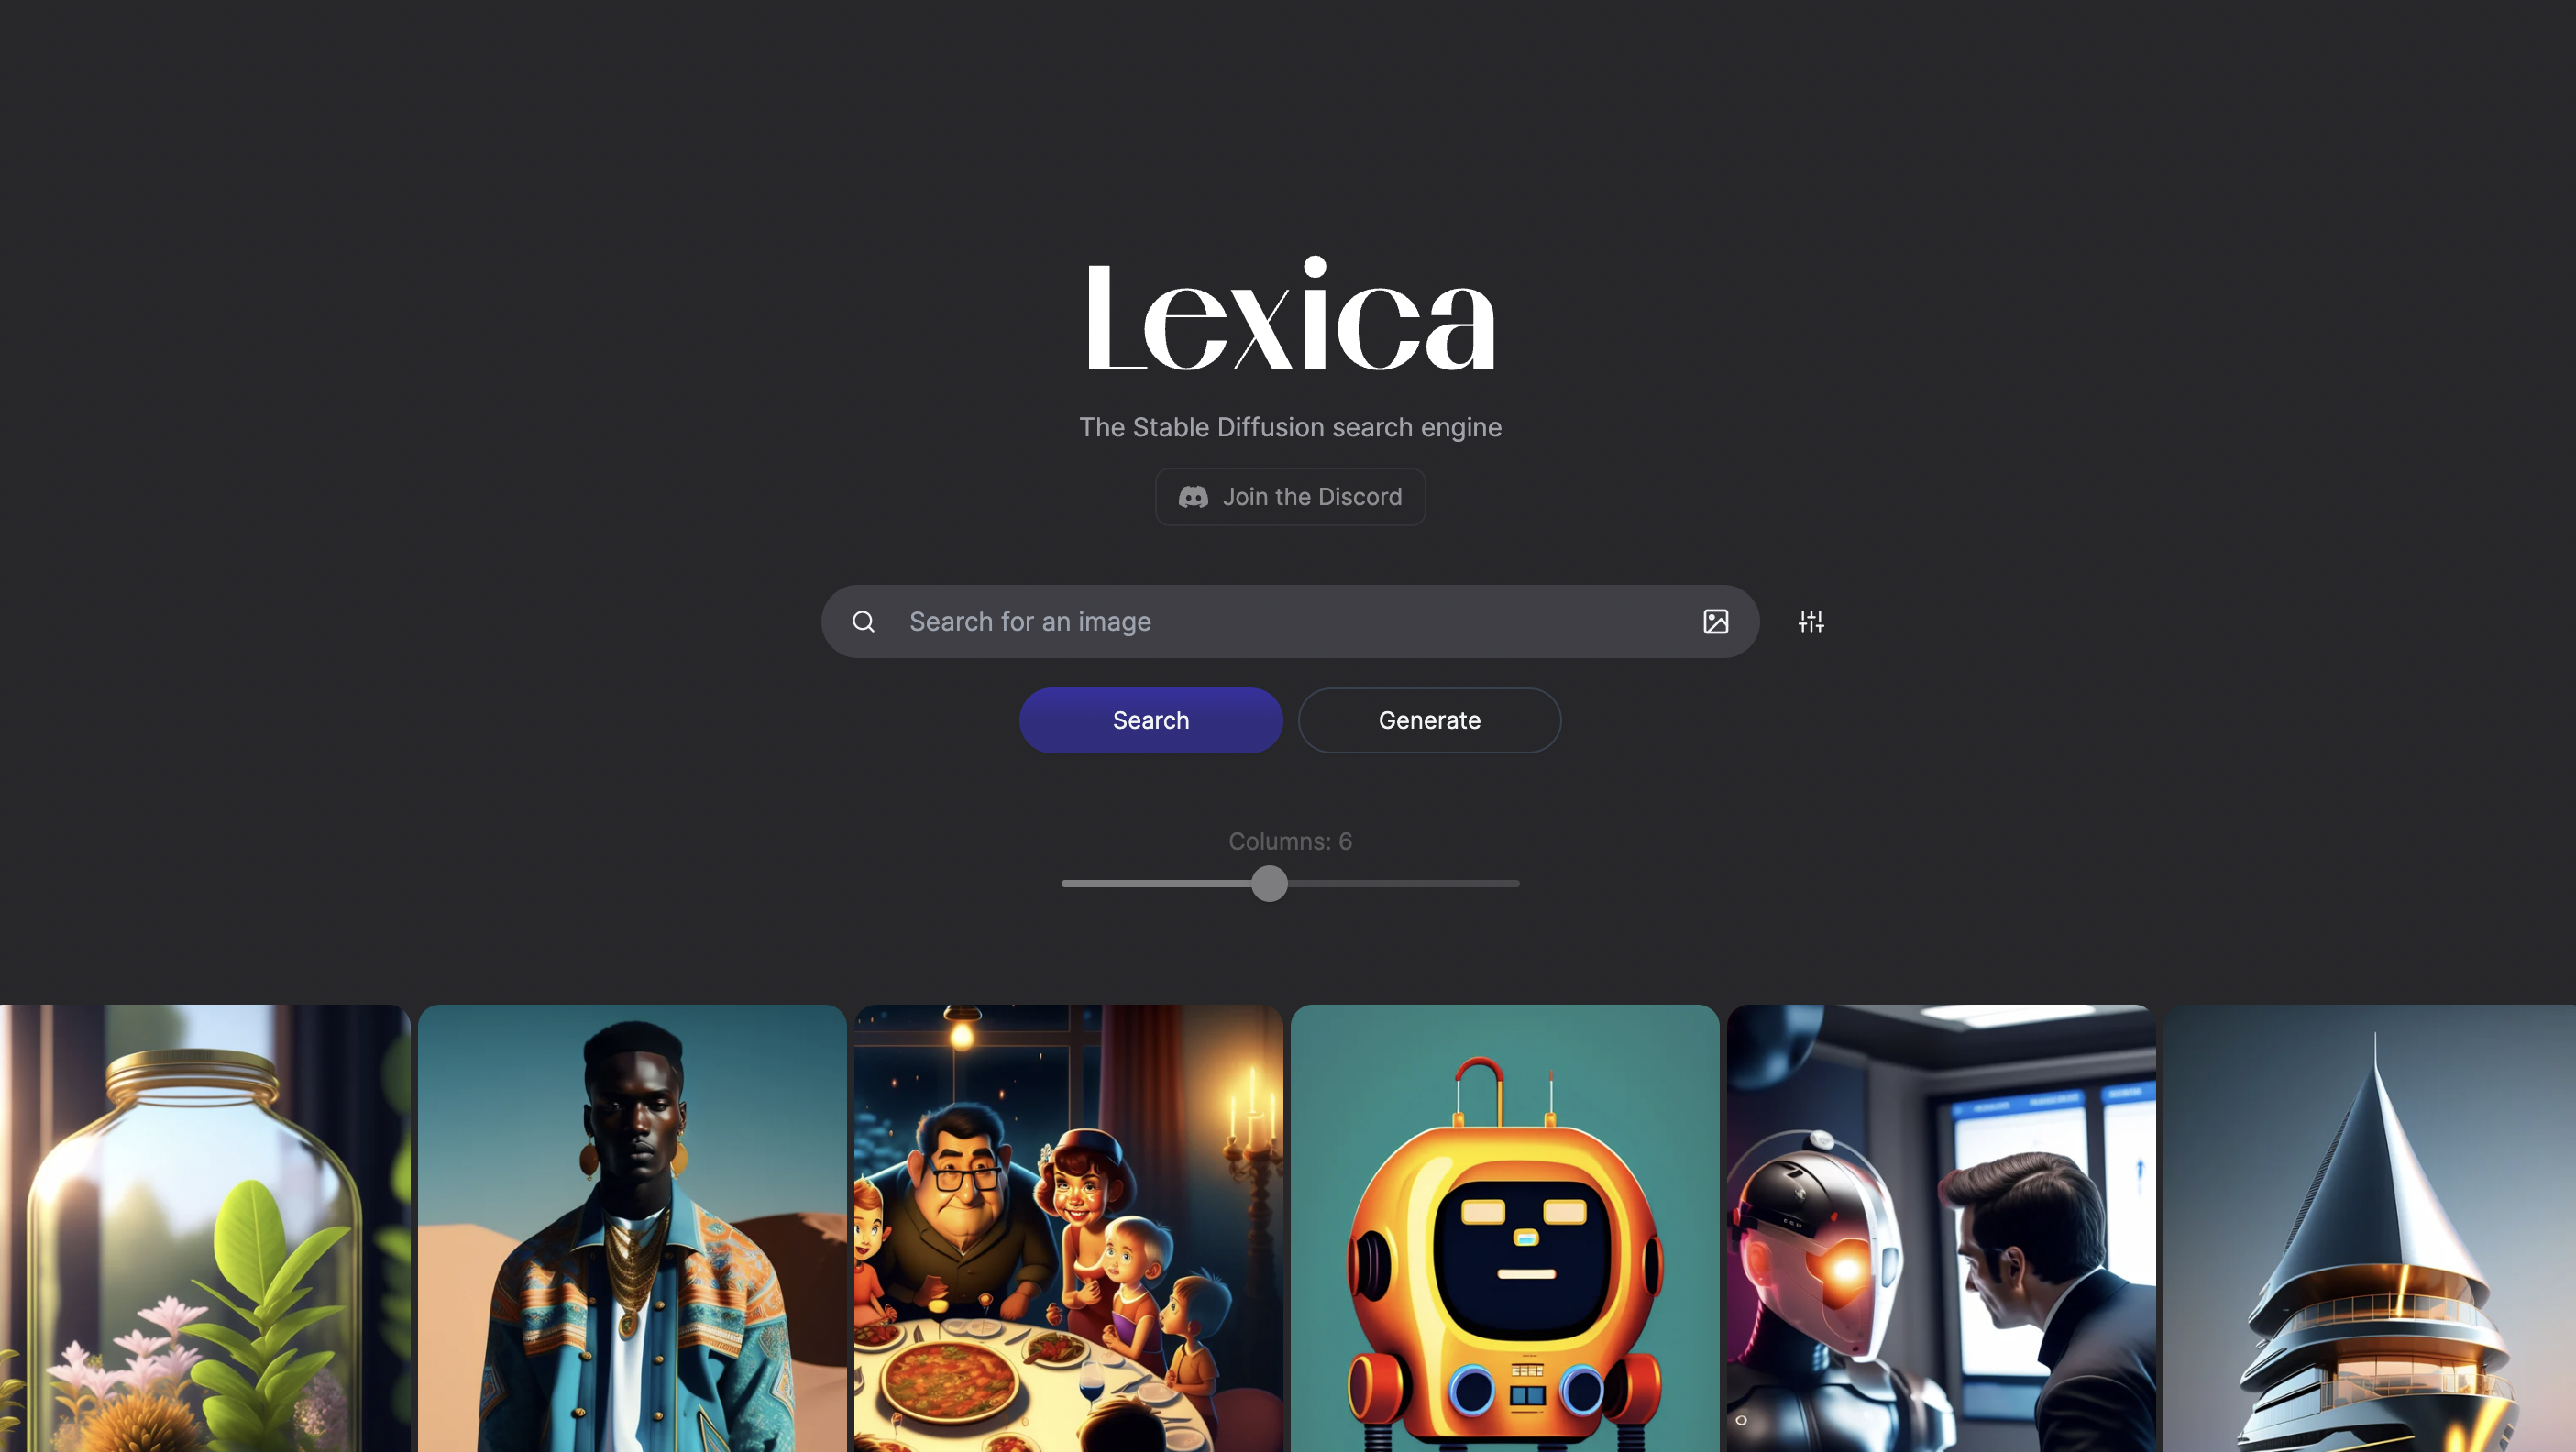 Lexica
The Stable Diffusion search engine
Join the Discord
Search for an image
Search
Generate
Columns: 6